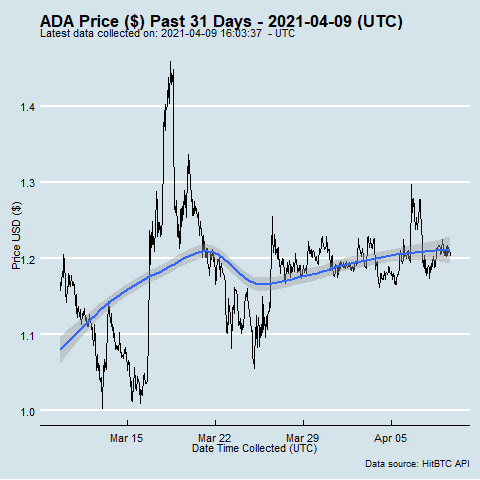 ADA Price ($) Past 31 Days - 2021-04-09 (UTC)
Latest data collected on: 2021-04-09 16:03:37 - UTC
1.4
1.3
1.2
1.1
1.0
Price USD ($)
Mar 15 Mar 22 Mar 29 Apr 05
Date Time Collected (UTC)
Data source: HitBTC API